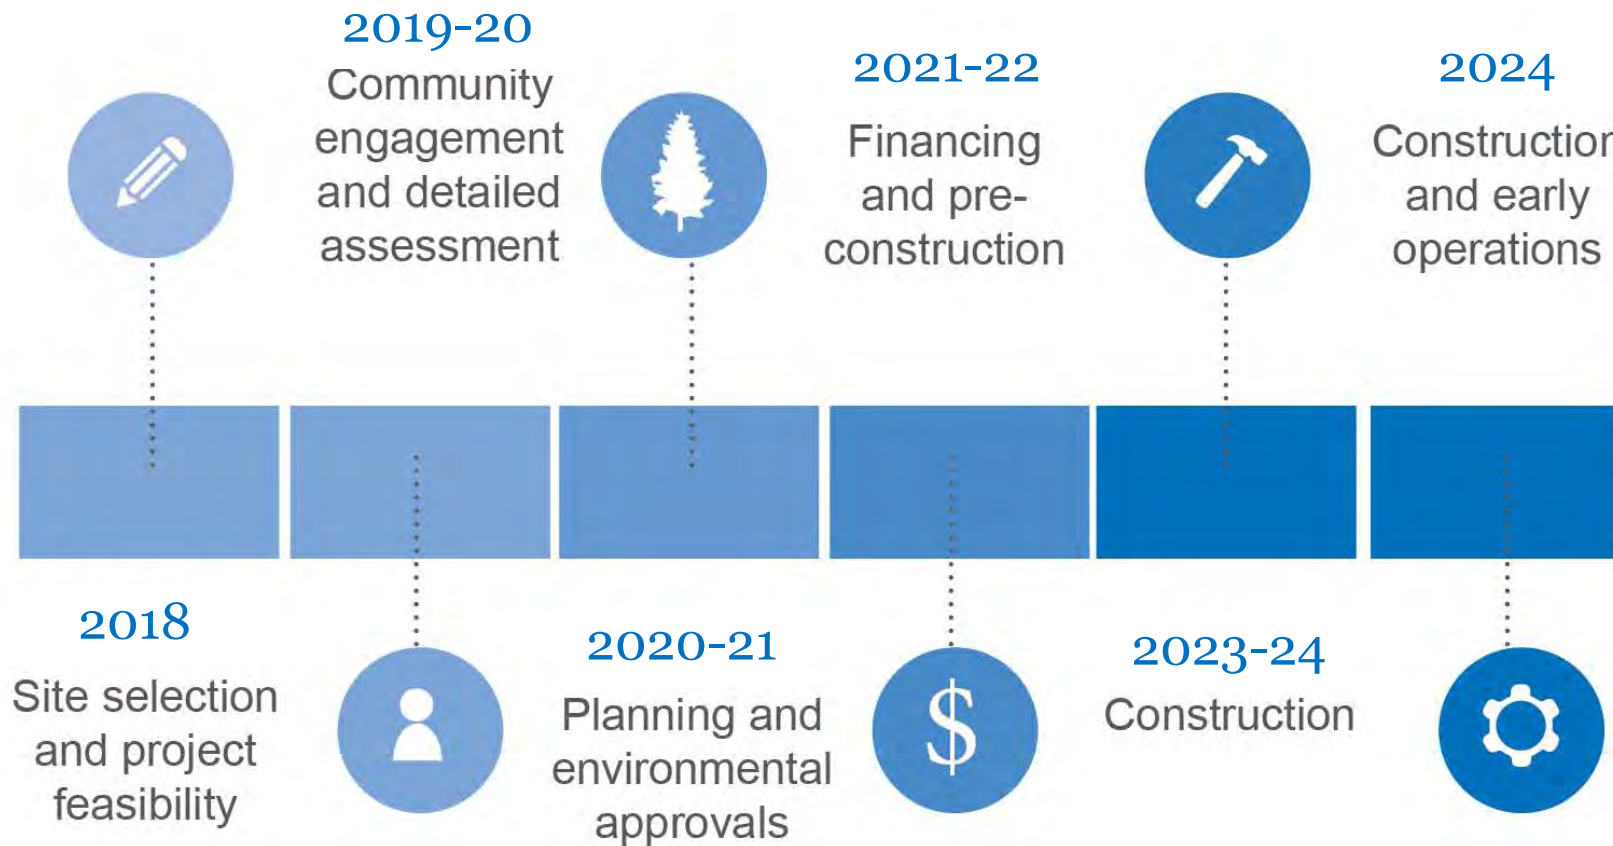 2019-20
Community
engagement
and detailed
assessment
2021-22
Financing
and pre-
construction
2024
Construction
and early
operations
2018
Site selection
and project
feasibility
2020-21
Planning and
environmental
approvals
$
2023-24
Construction